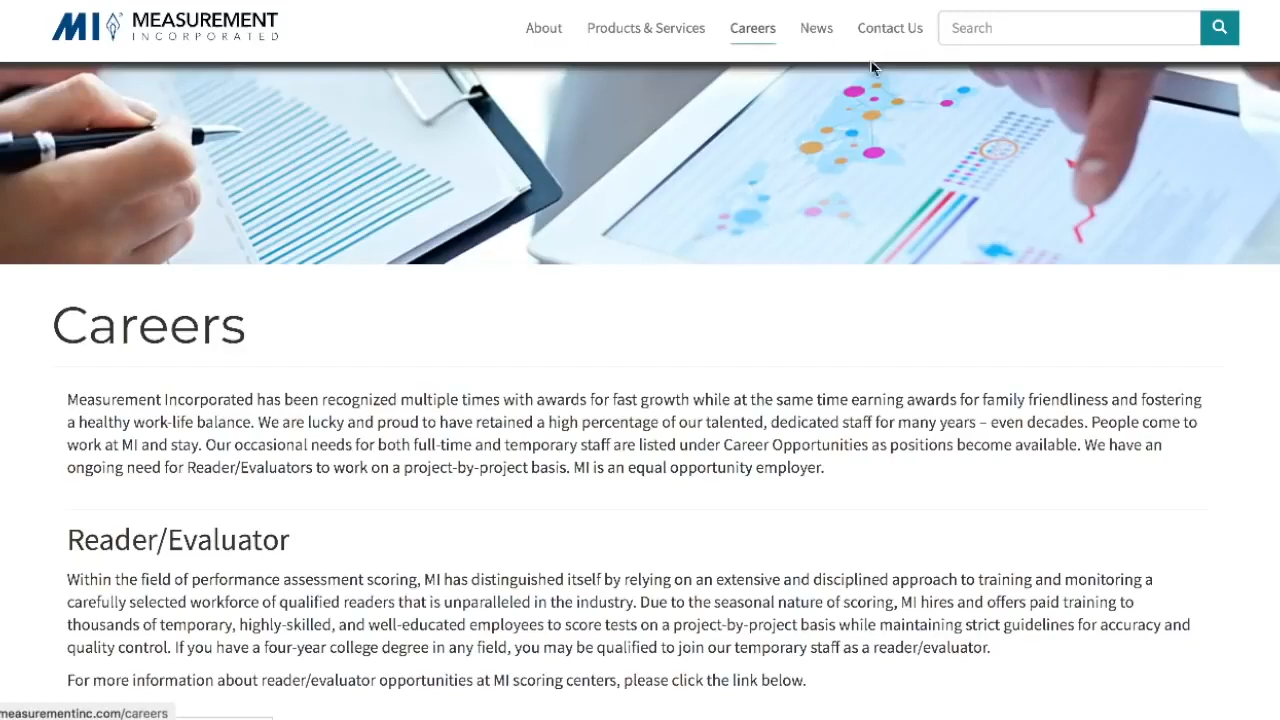 MI MEASUREMENT
INCORPORATED
About Products & Services Careers News Contact Us Search
Careers
Measurement Incorporated has been recognized multiple times with awards for fast growth while at the same time earning awards for family friendliness and fostering
a healthy work-life balance. We are lucky and proud to have retained a high percentage of our talented, dedicated staff for many years – even decades. People come to
work at MI and stay. Our occasional needs for both full-time and temporary staff are listed under Career Opportunities as positions become available. We have an
ongoing need for Reader/Evaluators to work on a project-by-project basis. MI is an equal opportunity employer.
Reader/Evaluator
Within the field of performance assessment scoring, MI has distinguished itself by relying on an extensive and disciplined approach to training and monitoring a
carefully selected workforce of qualified readers that is unparalleled in the industry. Due to the seasonal nature of scoring, MI hires and offers paid training to
thousands of temporary, highly-skilled, and well-educated employees to score tests on a project-by-project basis while maintaining strict guidelines for accuracy and
quality control. If you have a four-year college degree in any field, you may be qualified to join our temporary staff as a reader/evaluator.
For more information about reader/evaluator opportunities at MI scoring centers, please click the link below.
measurementinc.com/careers